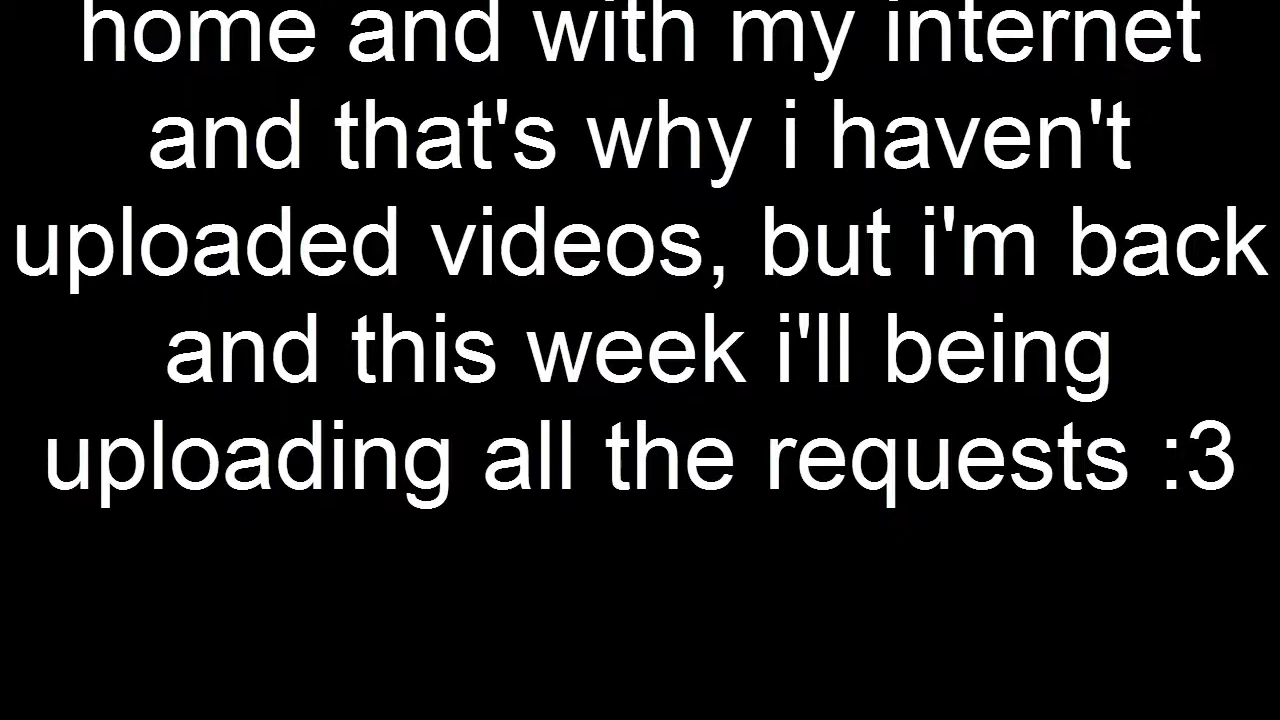 home and with my internet
and that's why i haven't
uploaded videos, but i'm back
and this week i'll being
uploading all the requests :3